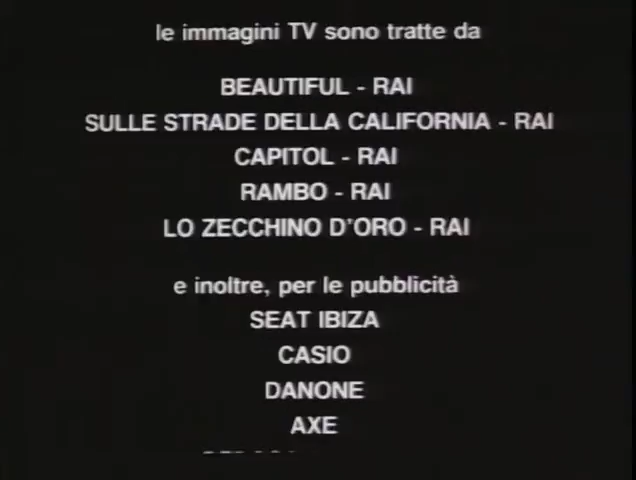 le immagini TV sono tratte da
BEAUTIFUL - RAI
SULLE STRADE DELLA CALIFORNIA - RAI
CAPITOL - RAI
RAMBO - RAI
LO ZECCHINO D'ORO - RAI
e inoltre, per le pubblicità
SEAT IBIZA
CASIO
DANONE
AXE